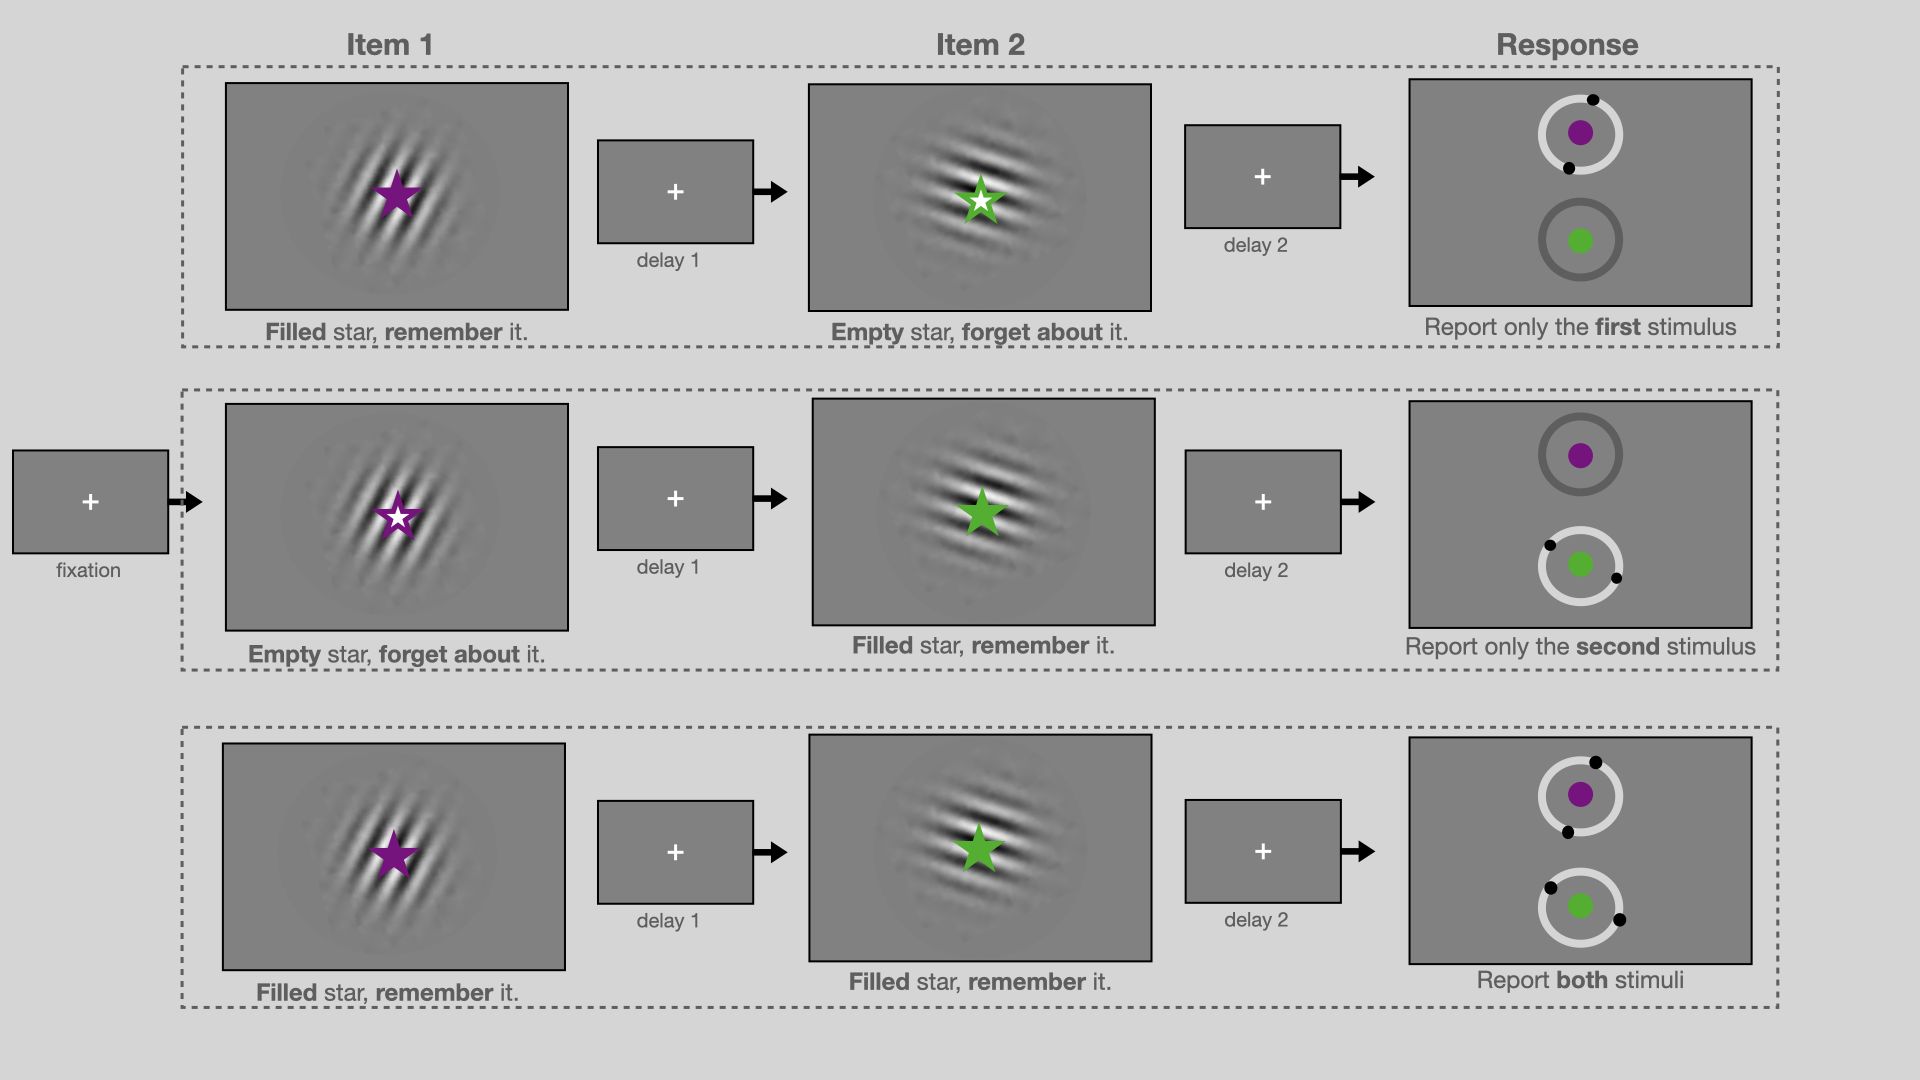 Item 1
Item 2
Response
delay 1
delay 2
Filled star, remember it.
Empty star, forget about it.
Report only the first stimulus
fixation
delay 1
delay 2
Empty star, forget about it.
Filled star, remember it.
Report only the second stimulus
delay 1
delay 2
Filled star, remember it.
Filled star, remember it.
Report both stimuli